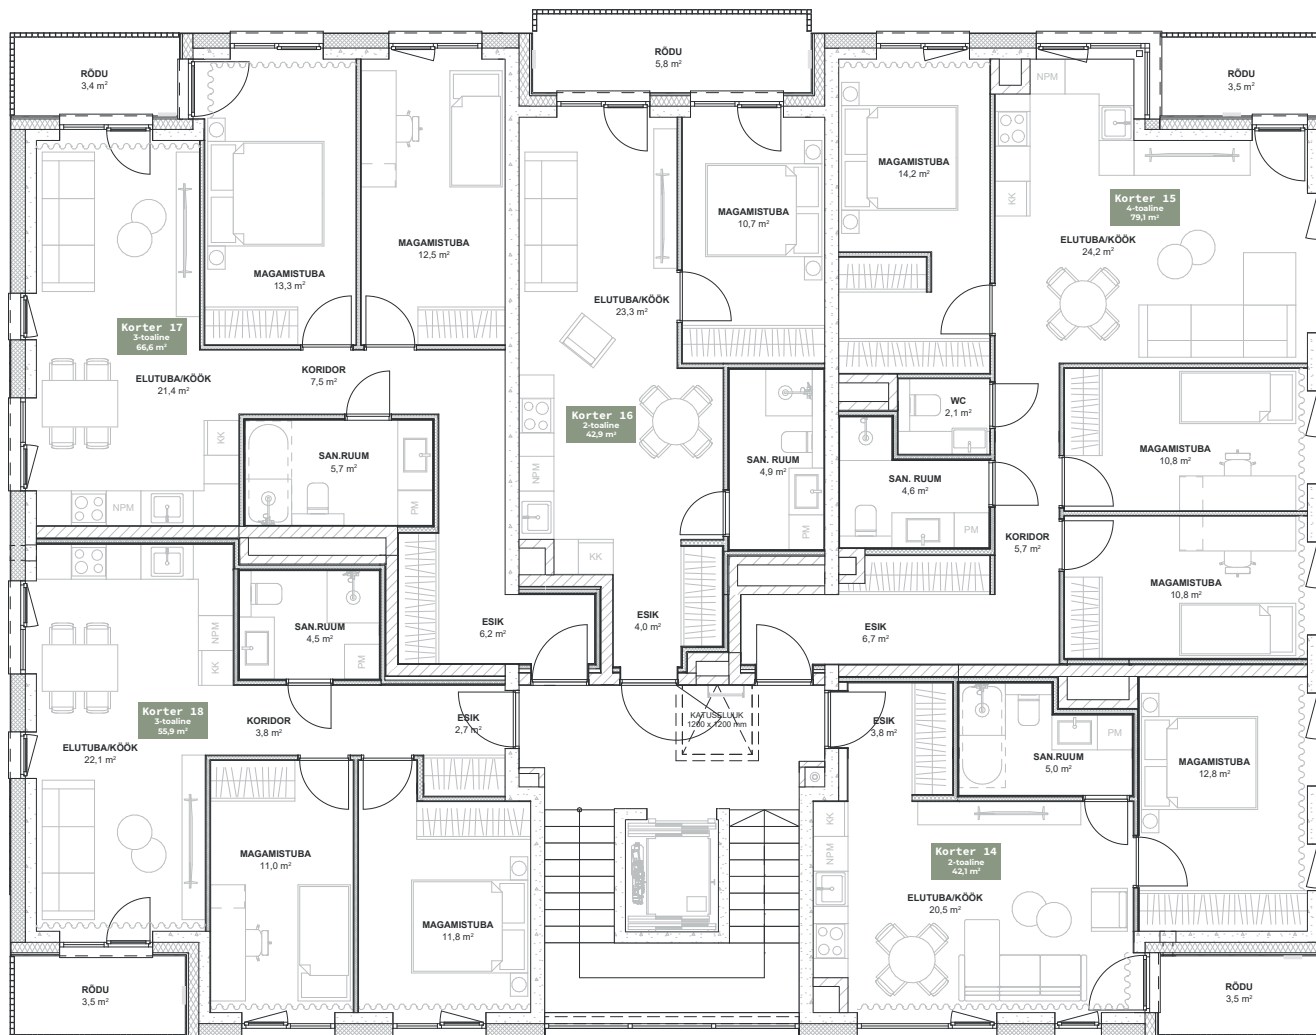 RÕDU
3,4 m²
RÕDU
5,8 m²
RÕDU
3,5 m²
MAGAMISTUBA
13,3 m²
MAGAMISTUBA
12,5 m²
Korter 17
3-toaline
66,6 m²
ELUTUBA/KÖÖK
21,4 m²
KORIDOR
7,5 m²
KK
SAN.RUUM
5,7 m²
PM
NPM
ESIK
6,2 m²
MAGAMISTUBA
10,7 m²
ELUTUBA/KÖÖK
23,3 m²
Korter 16
2-toaline
42,9 m²
SAN. RUUM
4,9 m²
NPM
PM
KK
ESIK
4,0 m²
NPM
MAGAMISTUBA
14,2 m²
KK
Korter 15
4-toaline
79,1 m²
ELUTUBA/KÖÖK
24,2 m²
WC
2,1 m²
SAN. RUUM
4,6 m²
PM
MAGAMISTUBA
10,8 m²
KORIDOR
5,7 m²
MAGAMISTUBA
10,8 m²
ESIK
6,7 m²
SAN.RUUM
4,5 m²
NPM
KK
PM
Korter 18
3-toaline
55,9 m²
KORIDOR
3,8 m²
ELUTUBA/KÖÖK
22,1 m²
ESIK
2,7 m²
MAGAMISTUBA
11,0 m²
MAGAMISTUBA
11,8 m²
RÕDU
3,5 m²
KATUSELUUK
1200 x 1200 mm
ESIK
3,8 m²
SAN.RUUM
5,0 m²
PM
MAGAMISTUBA
12,8 m²
KK
NPM
Korter 14
2-toaline
42,1 m²
ELUTUBA/KÖÖK
20,5 m²
RÕDU
3,5 m²